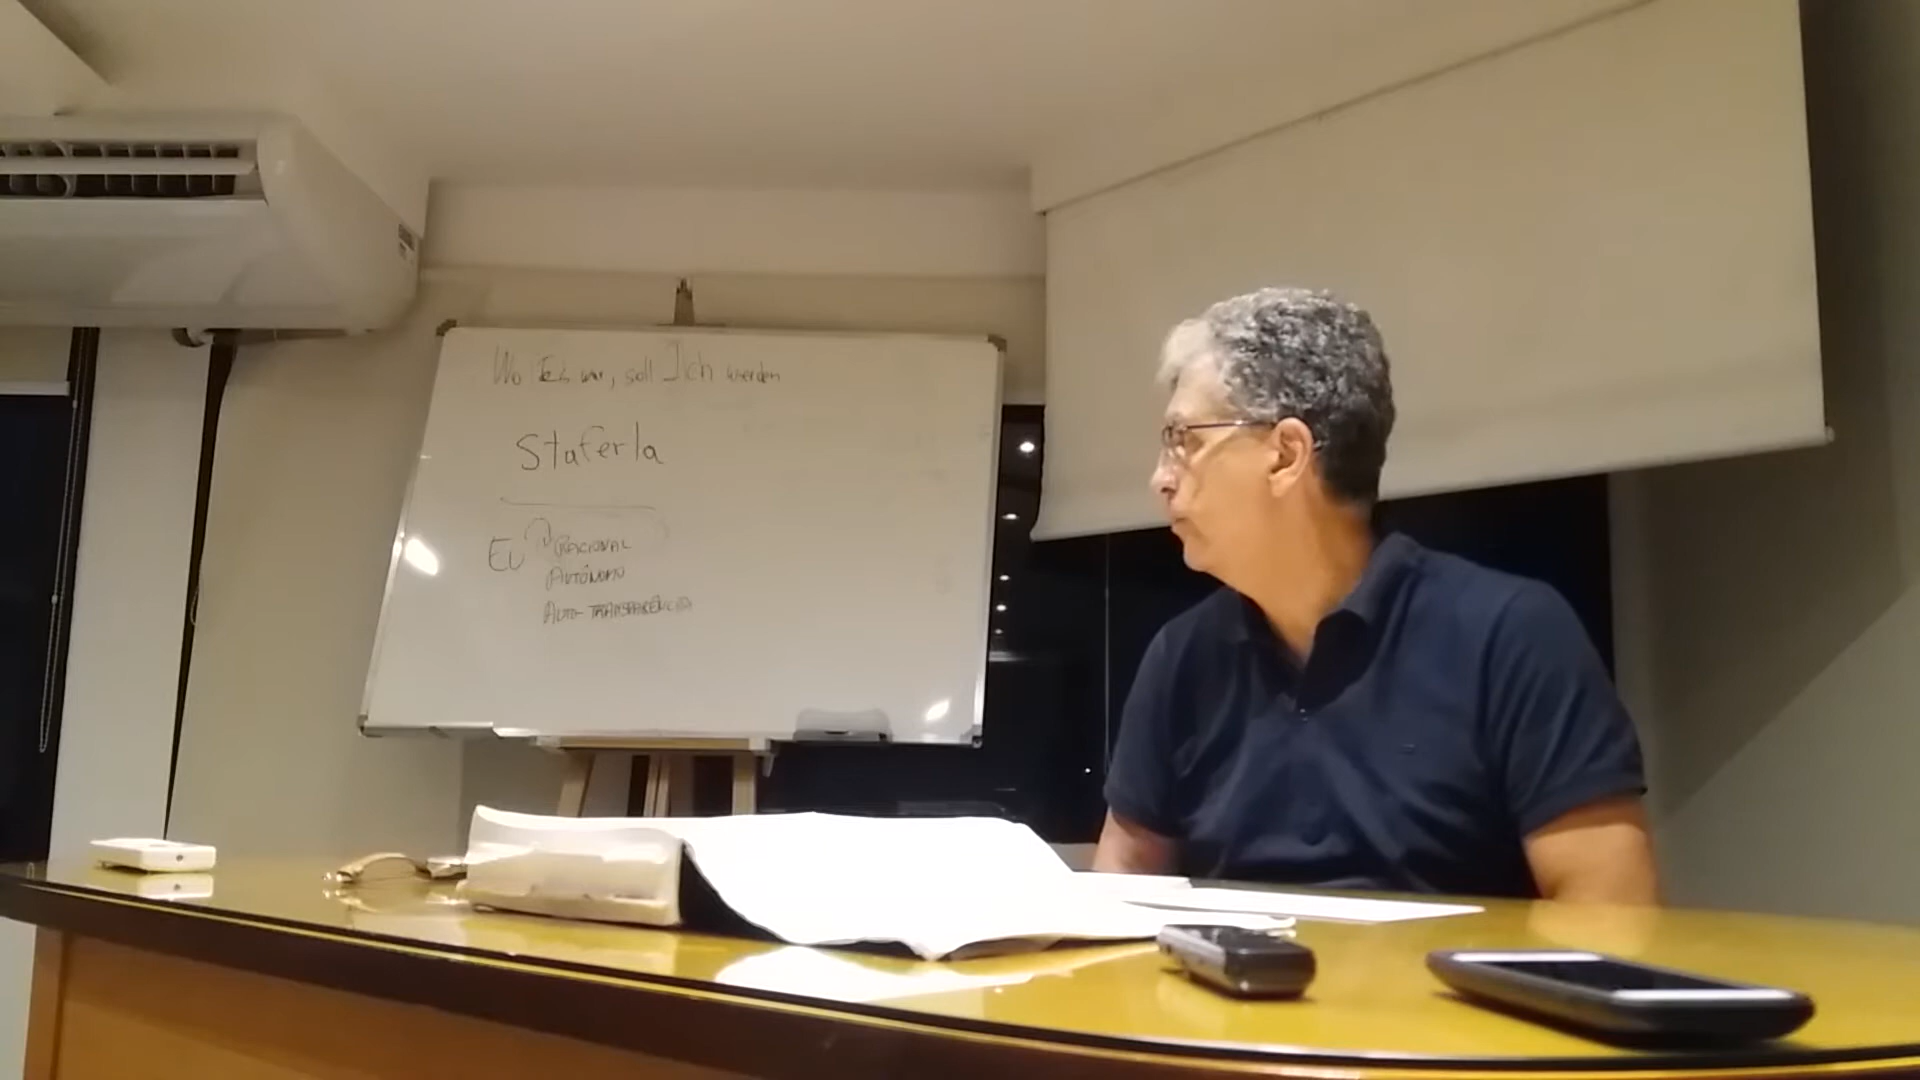 Wo Es war, soll Ich werden
Staferla
Eu RACIONAL
AUTÔNOMO
AUTO-TRANSPARÊNCIA